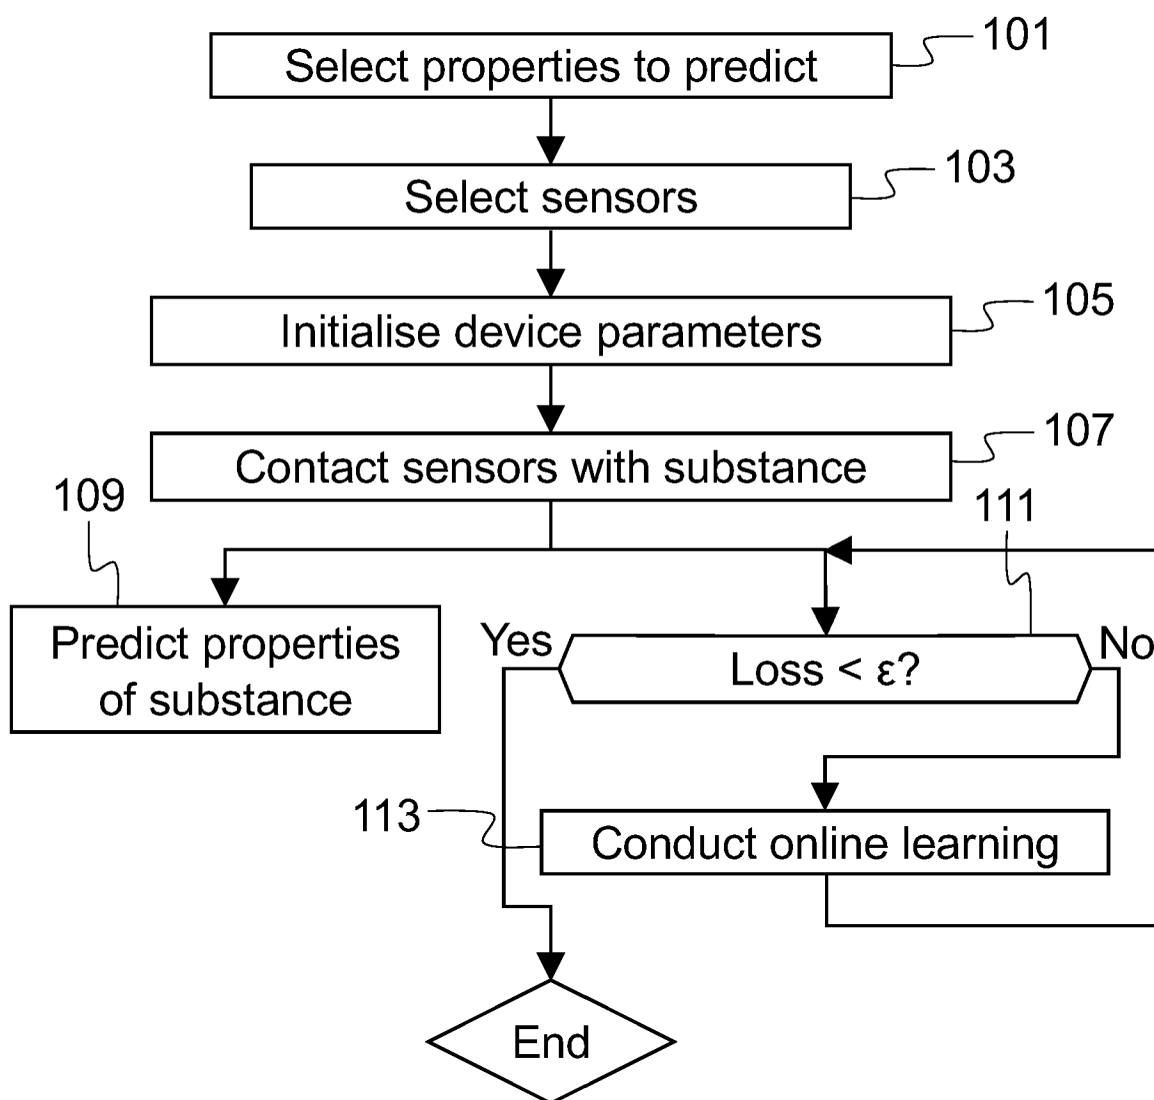 101
Select properties to predict
103
Select sensors
105
Initialise device parameters
107
Contact sensors with substance
109
111
Predict properties
of substance
Yes
Loss < ε?
No
113
Conduct online learning
End